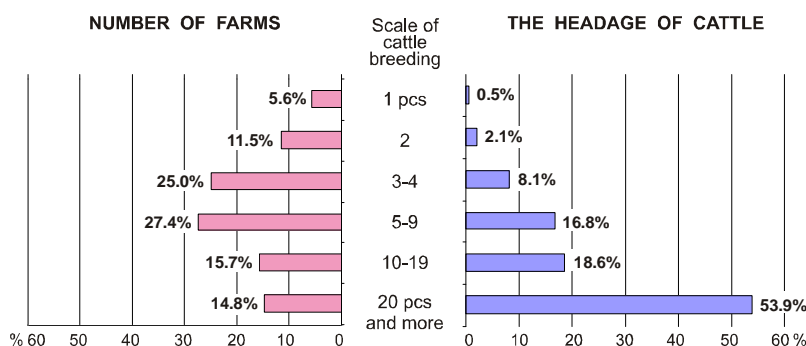 NUMBER OF FARMS
Scale of
cattle
breeding
THE HEADAGE OF CATTLE
5.6%
1 pcs
0.5%
11.5%
2
2.1%
25.0%
3-4
8.1%
27.4%
5-9
16.8%
15.7%
10-19
18.6%
14.8%
20 pcs
and more
53.9%
% 60 50 40 30 20 10 0
0 10 20 30 40 50 60 %